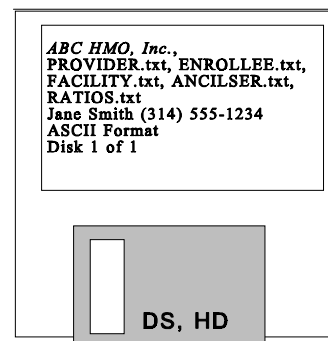 ABC HMO, Inc.,
PROVIDER.txt, ENROLLEE.txt,
FACILITY.txt, ANCILSER.txt,
RATIOS.txt
Jane Smith (314) 555-1234
ASCII Format
Disk 1 of 1
DS, HD